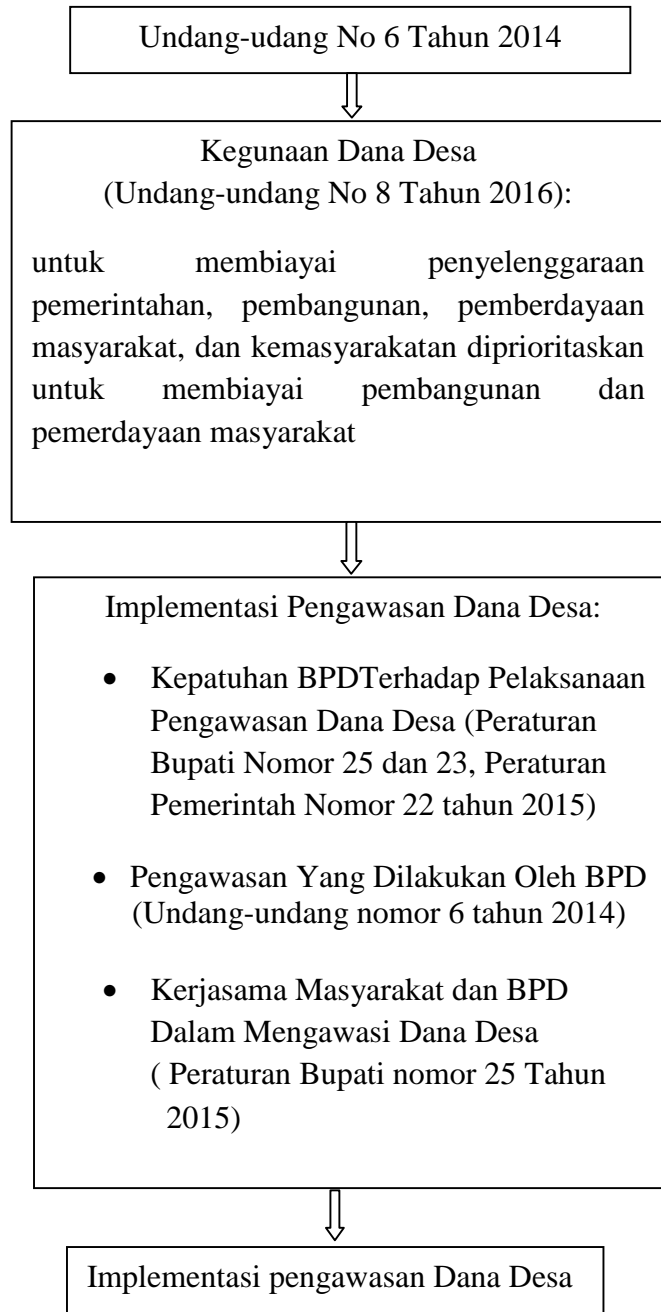 Undang-udang No 6 Tahun 2014
Kegunaan Dana Desa
(Undang-undang No 8 Tahun 2016):
untuk membiayai penyelenggaraan
pemerintahan, pembangunan, pemberdayaan
masyarakat, dan kemasyarakatan diprioritaskan
untuk membiayai pembangunan dan
pemerdayaan masyarakat
Implementasi Pengawasan Dana Desa:
• Kepatuhan BPDTerhadap Pelaksanaan
Pengawasan Dana Desa (Peraturan
Bupati Nomor 25 dan 23, Peraturan
Pemerintah Nomor 22 tahun 2015)
• Pengawasan Yang Dilakukan Oleh BPD
(Undang-undang nomor 6 tahun 2014)
• Kerjasama Masyarakat dan BPD
Dalam Mengawasi Dana Desa
( Peraturan Bupati nomor 25 Tahun
2015)
Implementasi pengawasan Dana Desa